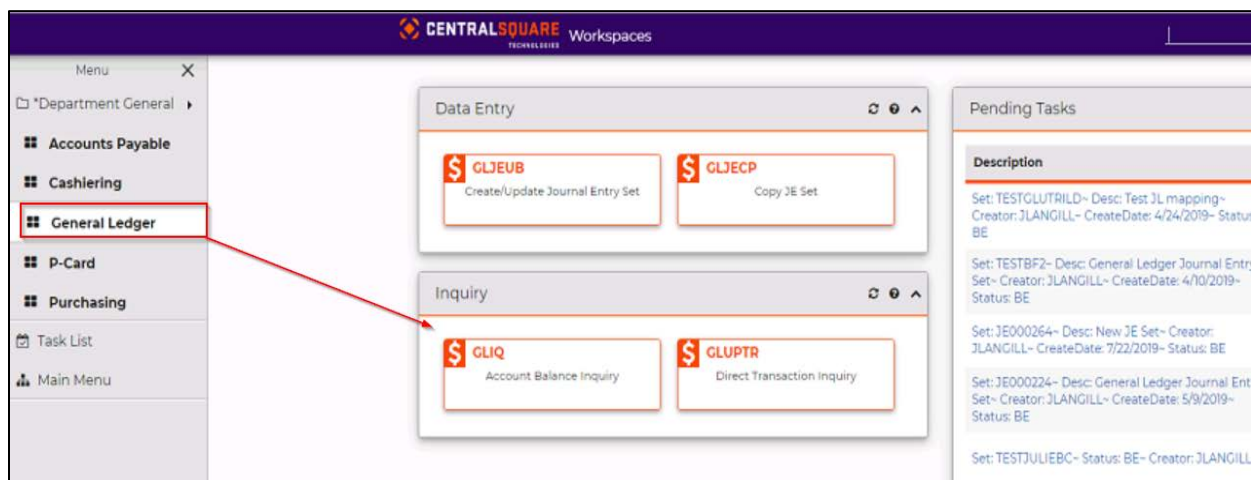 CENTRALSQUARE
TECHNOLOGIES
Workspaces
Menu
*Department General
Accounts Payable
Cashiering
General Ledger
P-Card
Purchasing
Task List
Main Menu
Data Entry
GLJEUB
Create/Update Journal Entry Set
GLJECP
Copy JE Set
Inquiry
GLIQ
Account Balance Inquiry
GLUPTR
Direct Transaction Inquiry
Pending Tasks
Description
Set: TESTGLUTRILD~ Desc: Test JL mapping~
Creator: JLANGILL~ CreateDate: 4/24/2019~ Status
BE
Set: TESTBF2~ Desc: General Ledger Journal Entry
Set~ Creator: JLANGILL~ CreateDate: 4/10/2019~
Status: BE
Set: JE000264~ Desc: New JE Set~ Creator:
JLANGILL~ CreateDate: 7/22/2019~ Status: BE
Set: JE000224~ Desc: General Ledger Journal Ent
Set~ Creator: JLANGILL~ CreateDate: 5/9/2019~
Status: BE
Set: TESTJULIEBC~ Status: BE~ Creator: JLANGILL